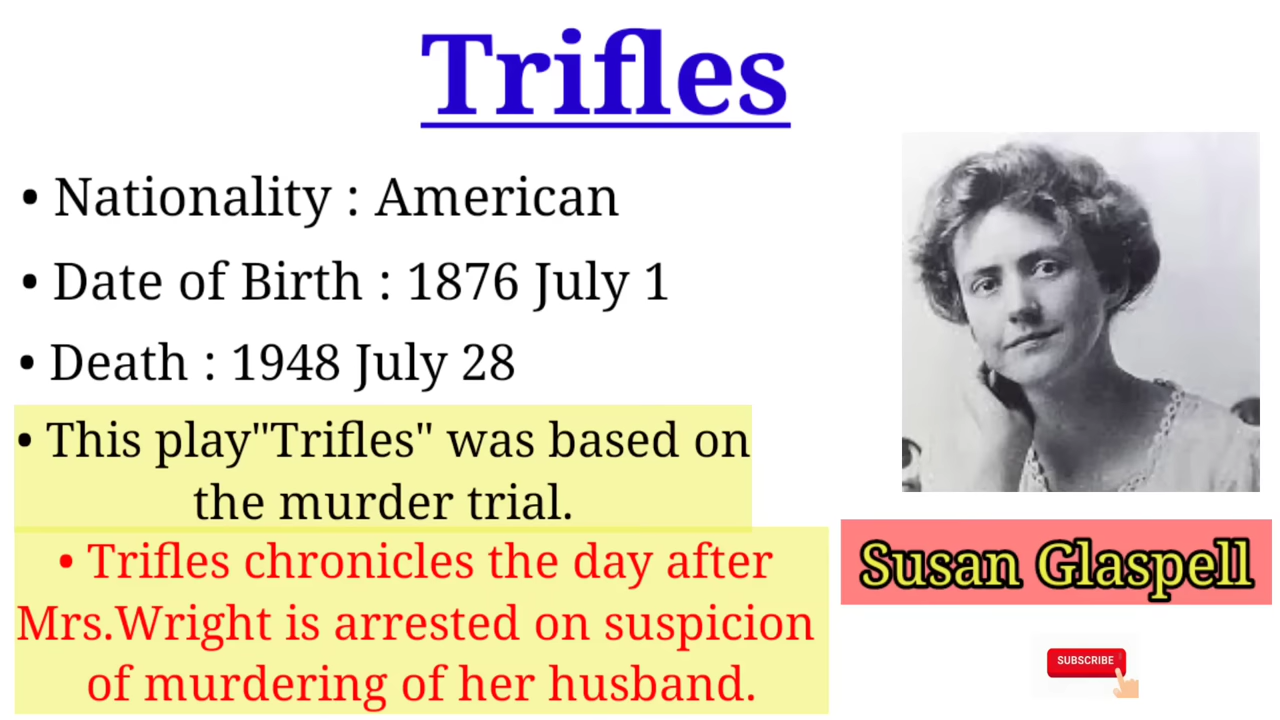 Trifles
• Nationality : American
• Date of Birth : 1876 July 1
• Death : 1948 July 28
• This play"Trifles" was based on
the murder trial.
• Trifles chronicles the day after
Mrs.Wright is arrested on suspicion
of murdering of her husband.
Susan Glaspell
SUBSCRIBE